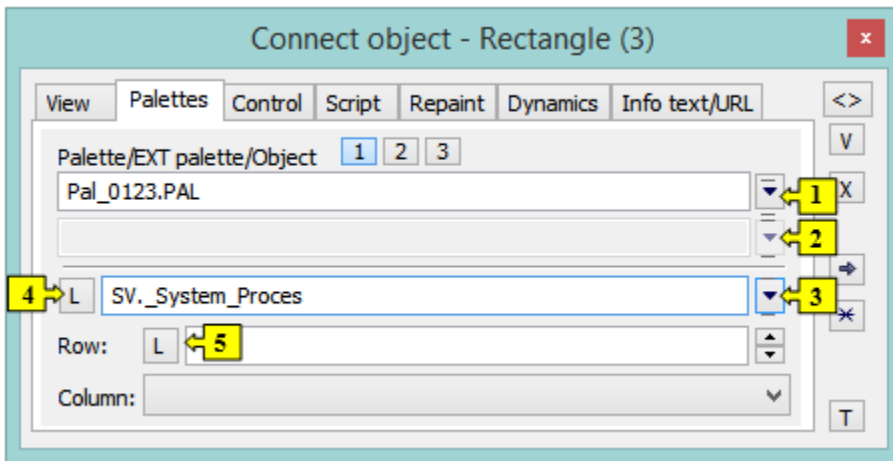 Connect object - Rectangle (3)
x
View Palettes Control Script Repaint Dynamics Info text/URL
<>
Palette/EXT palette/Object 1 2 3
V
Pal_0123.PAL
1
X
2
4 L SV._System_Proces
3
Row: L 5
Column:
T